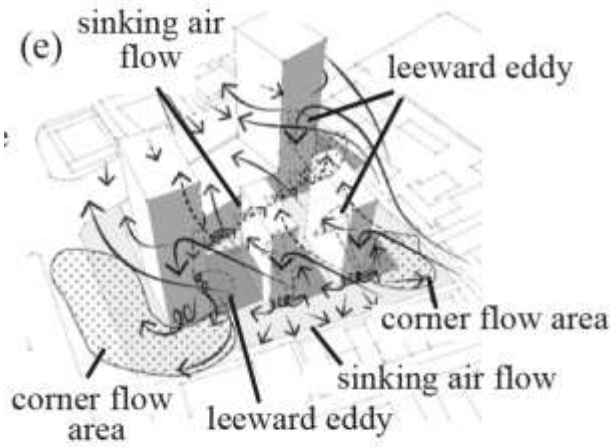 (e)
sinking air
flow
leeward eddy
corner flow area
sinking air flow
corner flow
area
leeward eddy